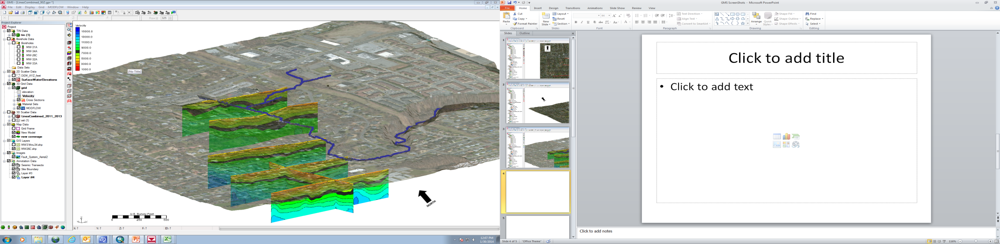 GMS - [LinesCombined_30Z.gpr *]
File Edit Display Grid MODFLOW Window Help
X: Y: Z: F: Flow (i) 325
Project Explorer
Project
TIN Data
tin (1)
Borehole Data
Boreholes
MW-31A
MW-34A
MW-26C
MW-32A
MW-33A
Data Sets
2D Scatter Data
DEM_XYZ_feet
SurfaceWaterElevations
3D Grid Data
grid
elevation
Velocity
Cross Sections
Material Sets
MODFLOW
3D Scatter Data
LinesCombined_2011_2013
set (1)
Map Data
Grid Frame
New Model
new coverage
GIS Layers
MW31thru34.shp
MW26C.shp
Images
Fault_System_Aerial2
Annotation Data
Seismic Transects
Site Boundary
Layer #3
Layer #4
Velocity
15000.0
13000.0
11000.0
9000.0
7000.0
5000.0
3000.0
1000.0
[No Title]
NORTH
U.S. Survey Feet
0 250 500
Z
Y X
X: ? Y: ? Z: ? F: ? ID: ?
12:07 PM
1/30/2014
GMS ScreenShots - Microsoft PowerPoint
File Home Insert Design Transitions Animations Slide Show Review View
Paste
Cut
Copy
Format Painter
Clipboard
New Slide
Layout
Reset
Section
Slides
44
Font
Text Direction
Align Text
Convert to SmartArt
Paragraph
Arrange
Quick Styles
Shape Fill
Shape Outline
Shape Effects
Drawing
Find
Replace
Select
Editing
Slides Outline
1
2
3
4
5
Click to add title
• Click to add text
Click to add notes
Slide 4 of 5 "Office Theme" 116%